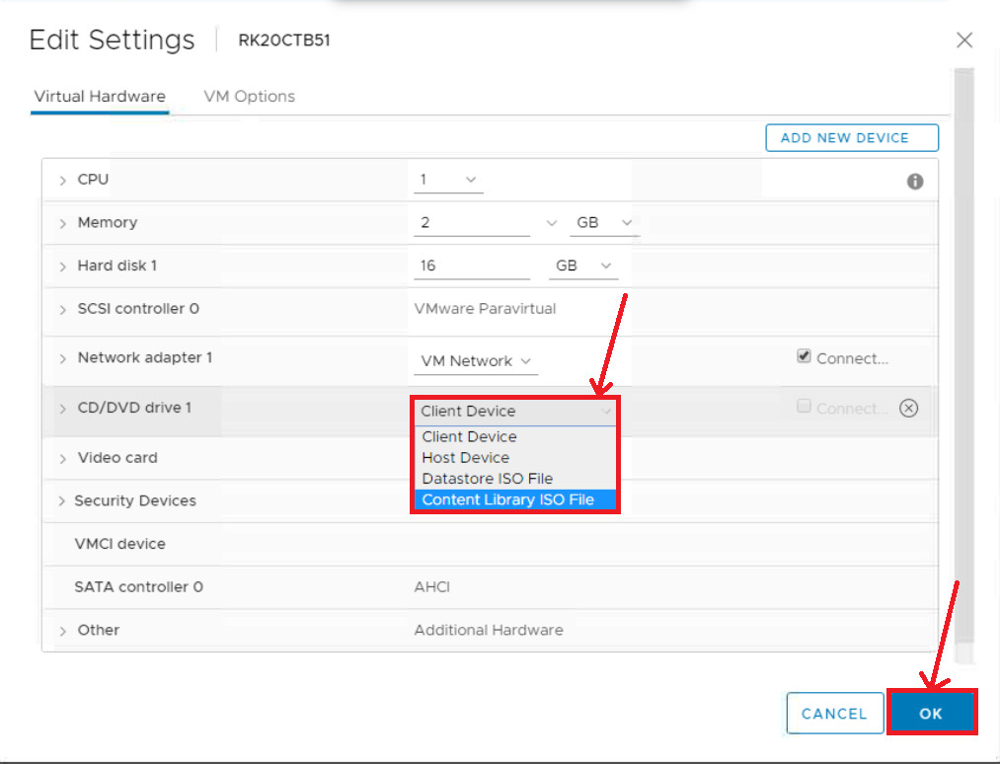 Edit Settings RK20CTB51
Virtual Hardware VM Options
ADD NEW DEVICE
CPU 1
Memory 2 GB
Hard disk 1 16 GB
SCSI controller 0 VMware Paravirtual
Network adapter 1 VM Network Connect...
CD/DVD drive 1 Client Device Connect...
Client Device
Host Device
Datastore ISO File
Content Library ISO File
Video card
Security Devices
VMCI device
SATA controller 0 AHCI
Other Additional Hardware
CANCEL OK